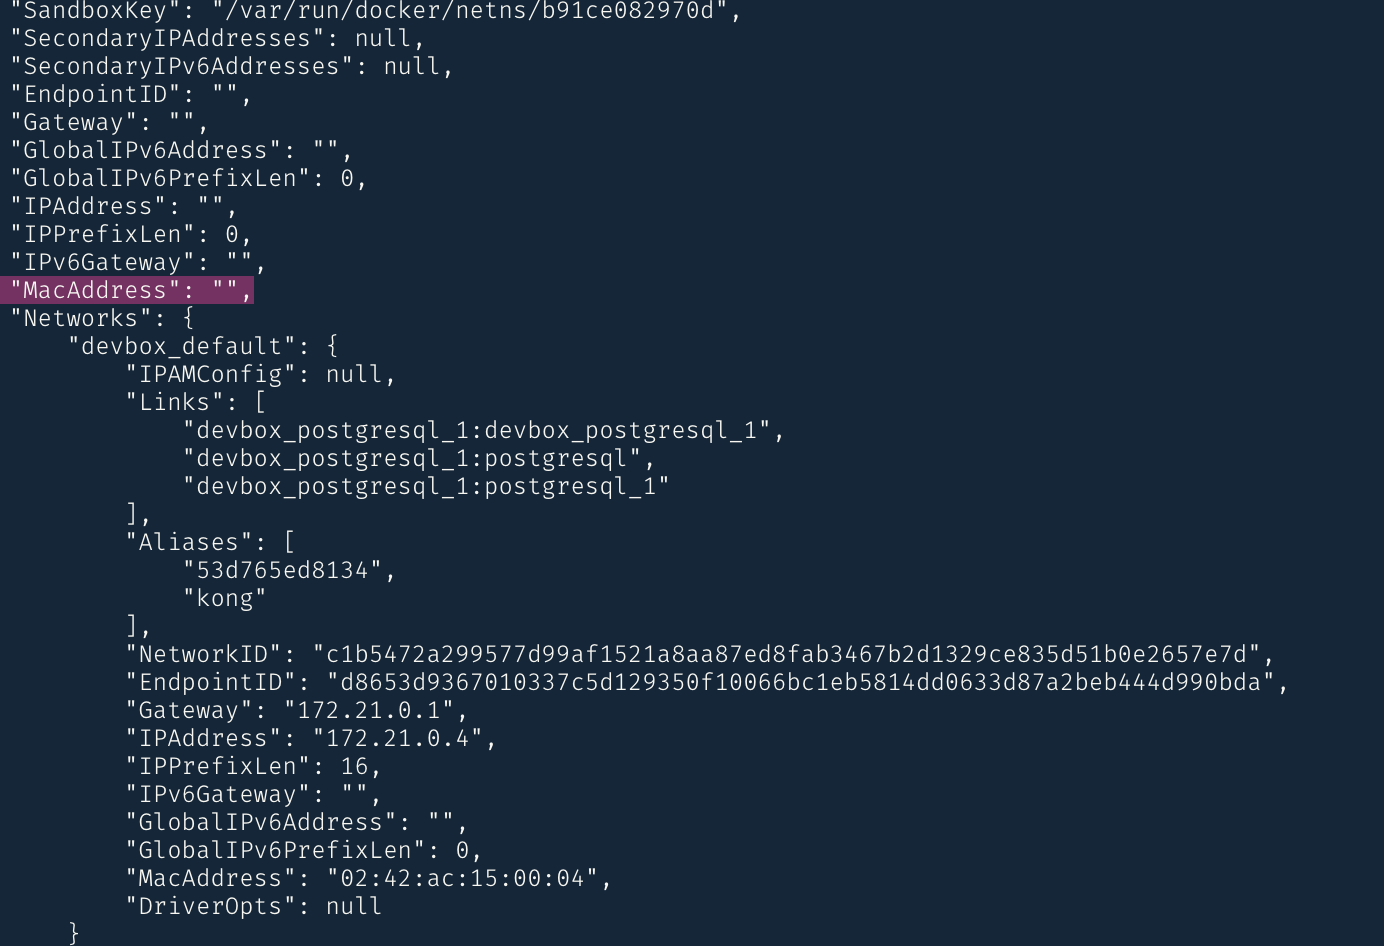 "SandboxKey": "/var/run/docker/netns/b91ce082970d",
"SecondaryIPAddresses": null,
"SecondaryIPv6Addresses": null,
"EndpointID": "",
"Gateway": "",
"GlobalIPv6Address": "",
"GlobalIPv6PrefixLen": 0,
"IPAddress": "",
"IPPrefixLen": 0,
"IPv6Gateway": "",
"MacAddress": "",
"Networks": {
    "devbox_default": {
        "IPAMConfig": null,
        "Links": [
            "devbox_postgresql_1:devbox_postgresql_1",
            "devbox_postgresql_1:postgresql",
            "devbox_postgresql_1:postgresql_1"
        ],
        "Aliases": [
            "53d765ed8134",
            "kong"
        ],
        "NetworkID": "c1b5472a299577d99af1521a8aa87ed8fab3467b2d1329ce835d51b0e2657e7d",
        "EndpointID": "d8653d9367010337c5d129350f10066bc1eb5814dd0633d87a2beb444d990bda",
        "Gateway": "172.21.0.1",
        "IPAddress": "172.21.0.4",
        "IPPrefixLen": 16,
        "IPv6Gateway": "",
        "GlobalIPv6Address": "",
        "GlobalIPv6PrefixLen": 0,
        "MacAddress": "02:42:ac:15:00:04",
        "DriverOpts": null
    }